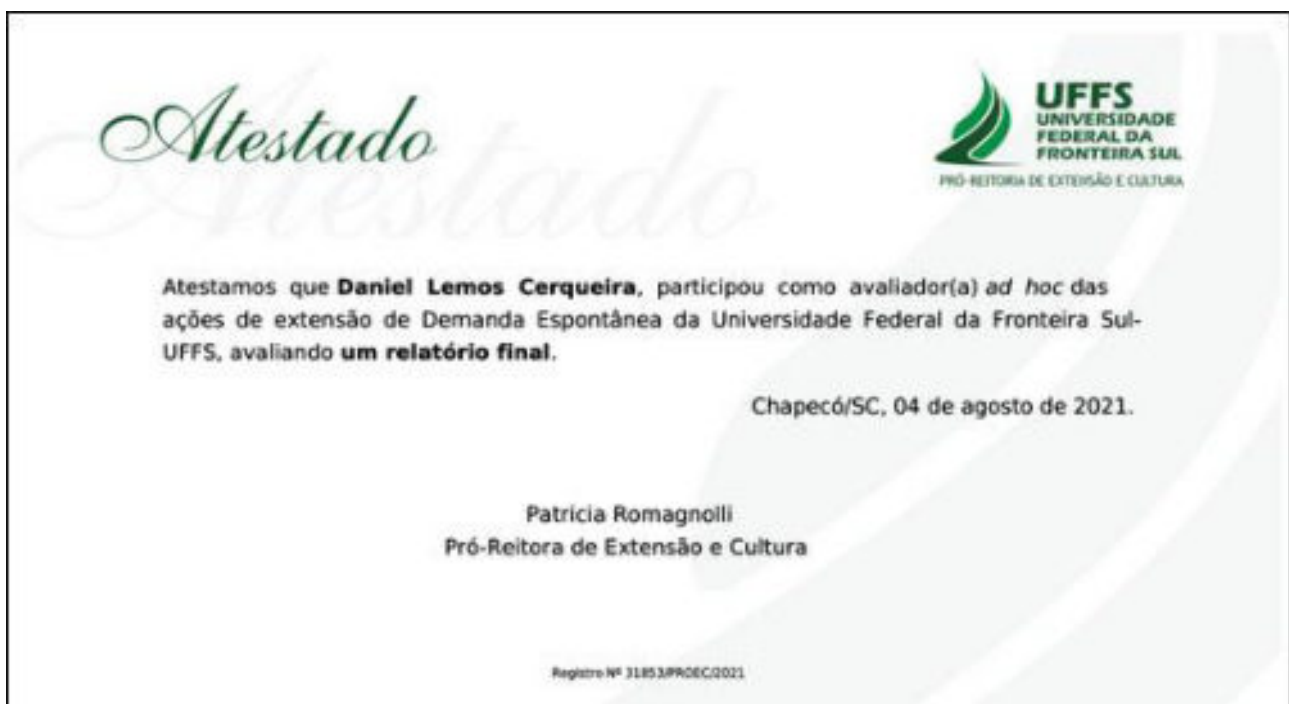 Atestado
UFFS
UNIVERSIDADE
FEDERAL DA
FRONTEIRA SUL
PRÓ-REITORIA DE EXTENSÃO E CULTURA
Atestamos que Daniel Lemos Cerqueira, participou como avaliador(a) ad hoc das
ações de extensão de Demanda Espontânea da Universidade Federal da Fronteira Sul-
UFFS, avaliando um relatório final.
Chapecó/SC, 04 de agosto de 2021.
Patricia Romagnolli
Pró-Reitora de Extensão e Cultura
Registro Nº 31853/PROEC/2021